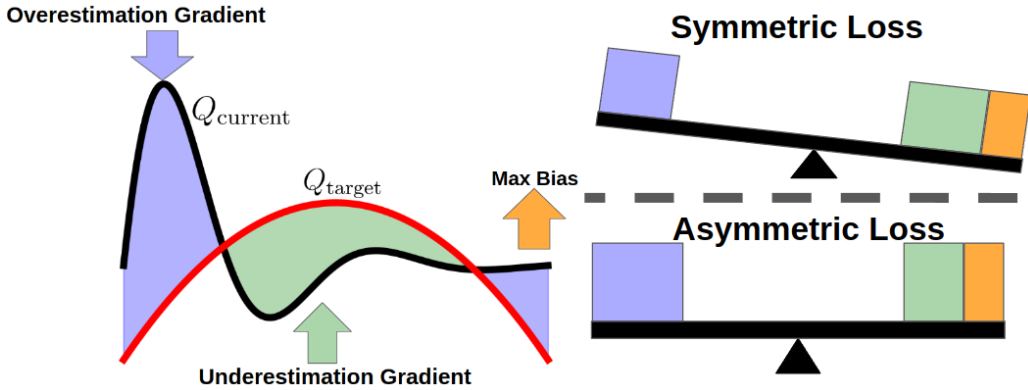 Overestimation Gradient
Q_current
Q_target
Max Bias
Underestimation Gradient
Symmetric Loss
Asymmetric Loss